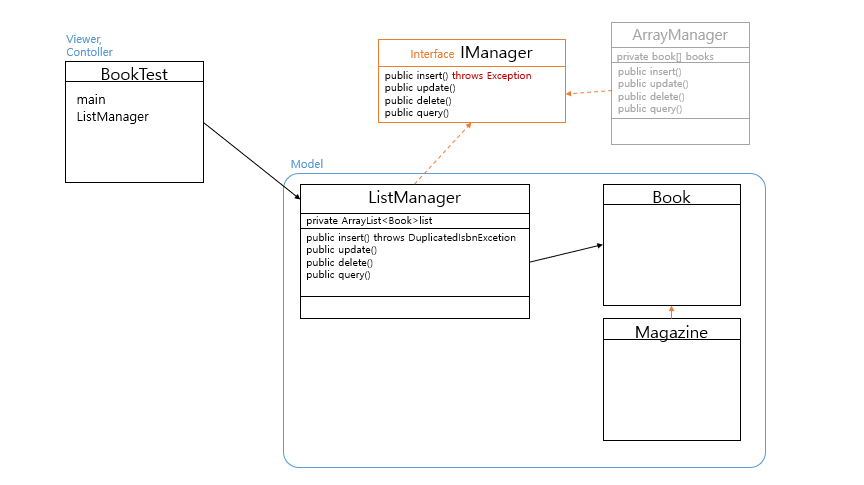 Viewer,
Contoller
BookTest
main
ListManager
Interface IManager
public insert() throws Exception
public update()
public delete()
public query()
ArrayManager
private book[] books
public insert()
public update()
public delete()
public query()
Model
ListManager
private ArrayList<Book>list
public insert() throws DuplicatedIsbnExcetion
public update()
public delete()
public query()
Book
Magazine